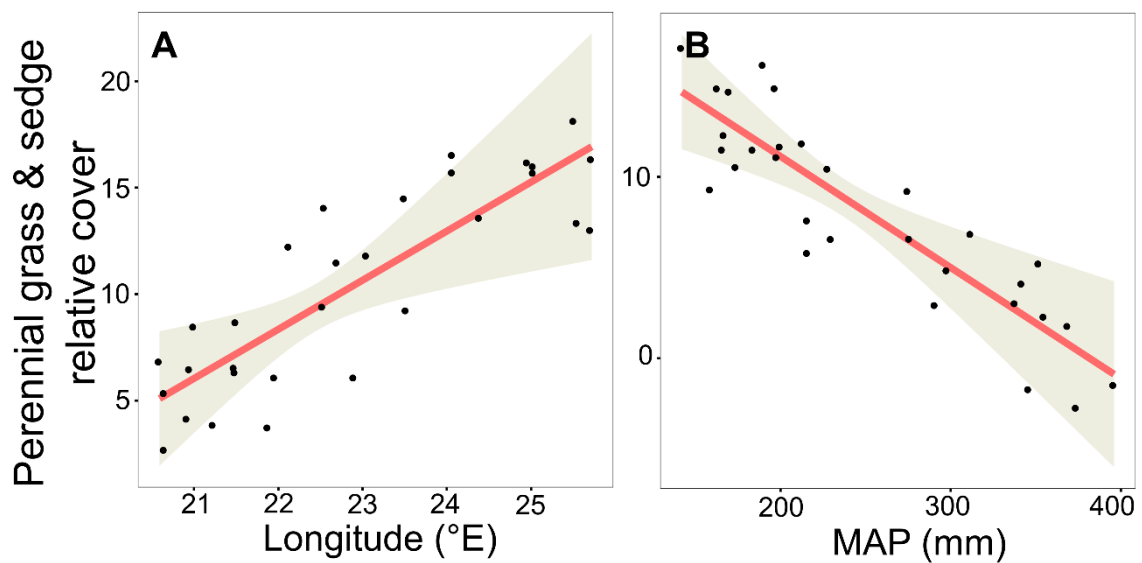 Perennial grass & sedge
relative cover
A
20
15
10
5
21 22 23 24 25
Longitude (°E)
B
10
0
200 300 400
MAP (mm)